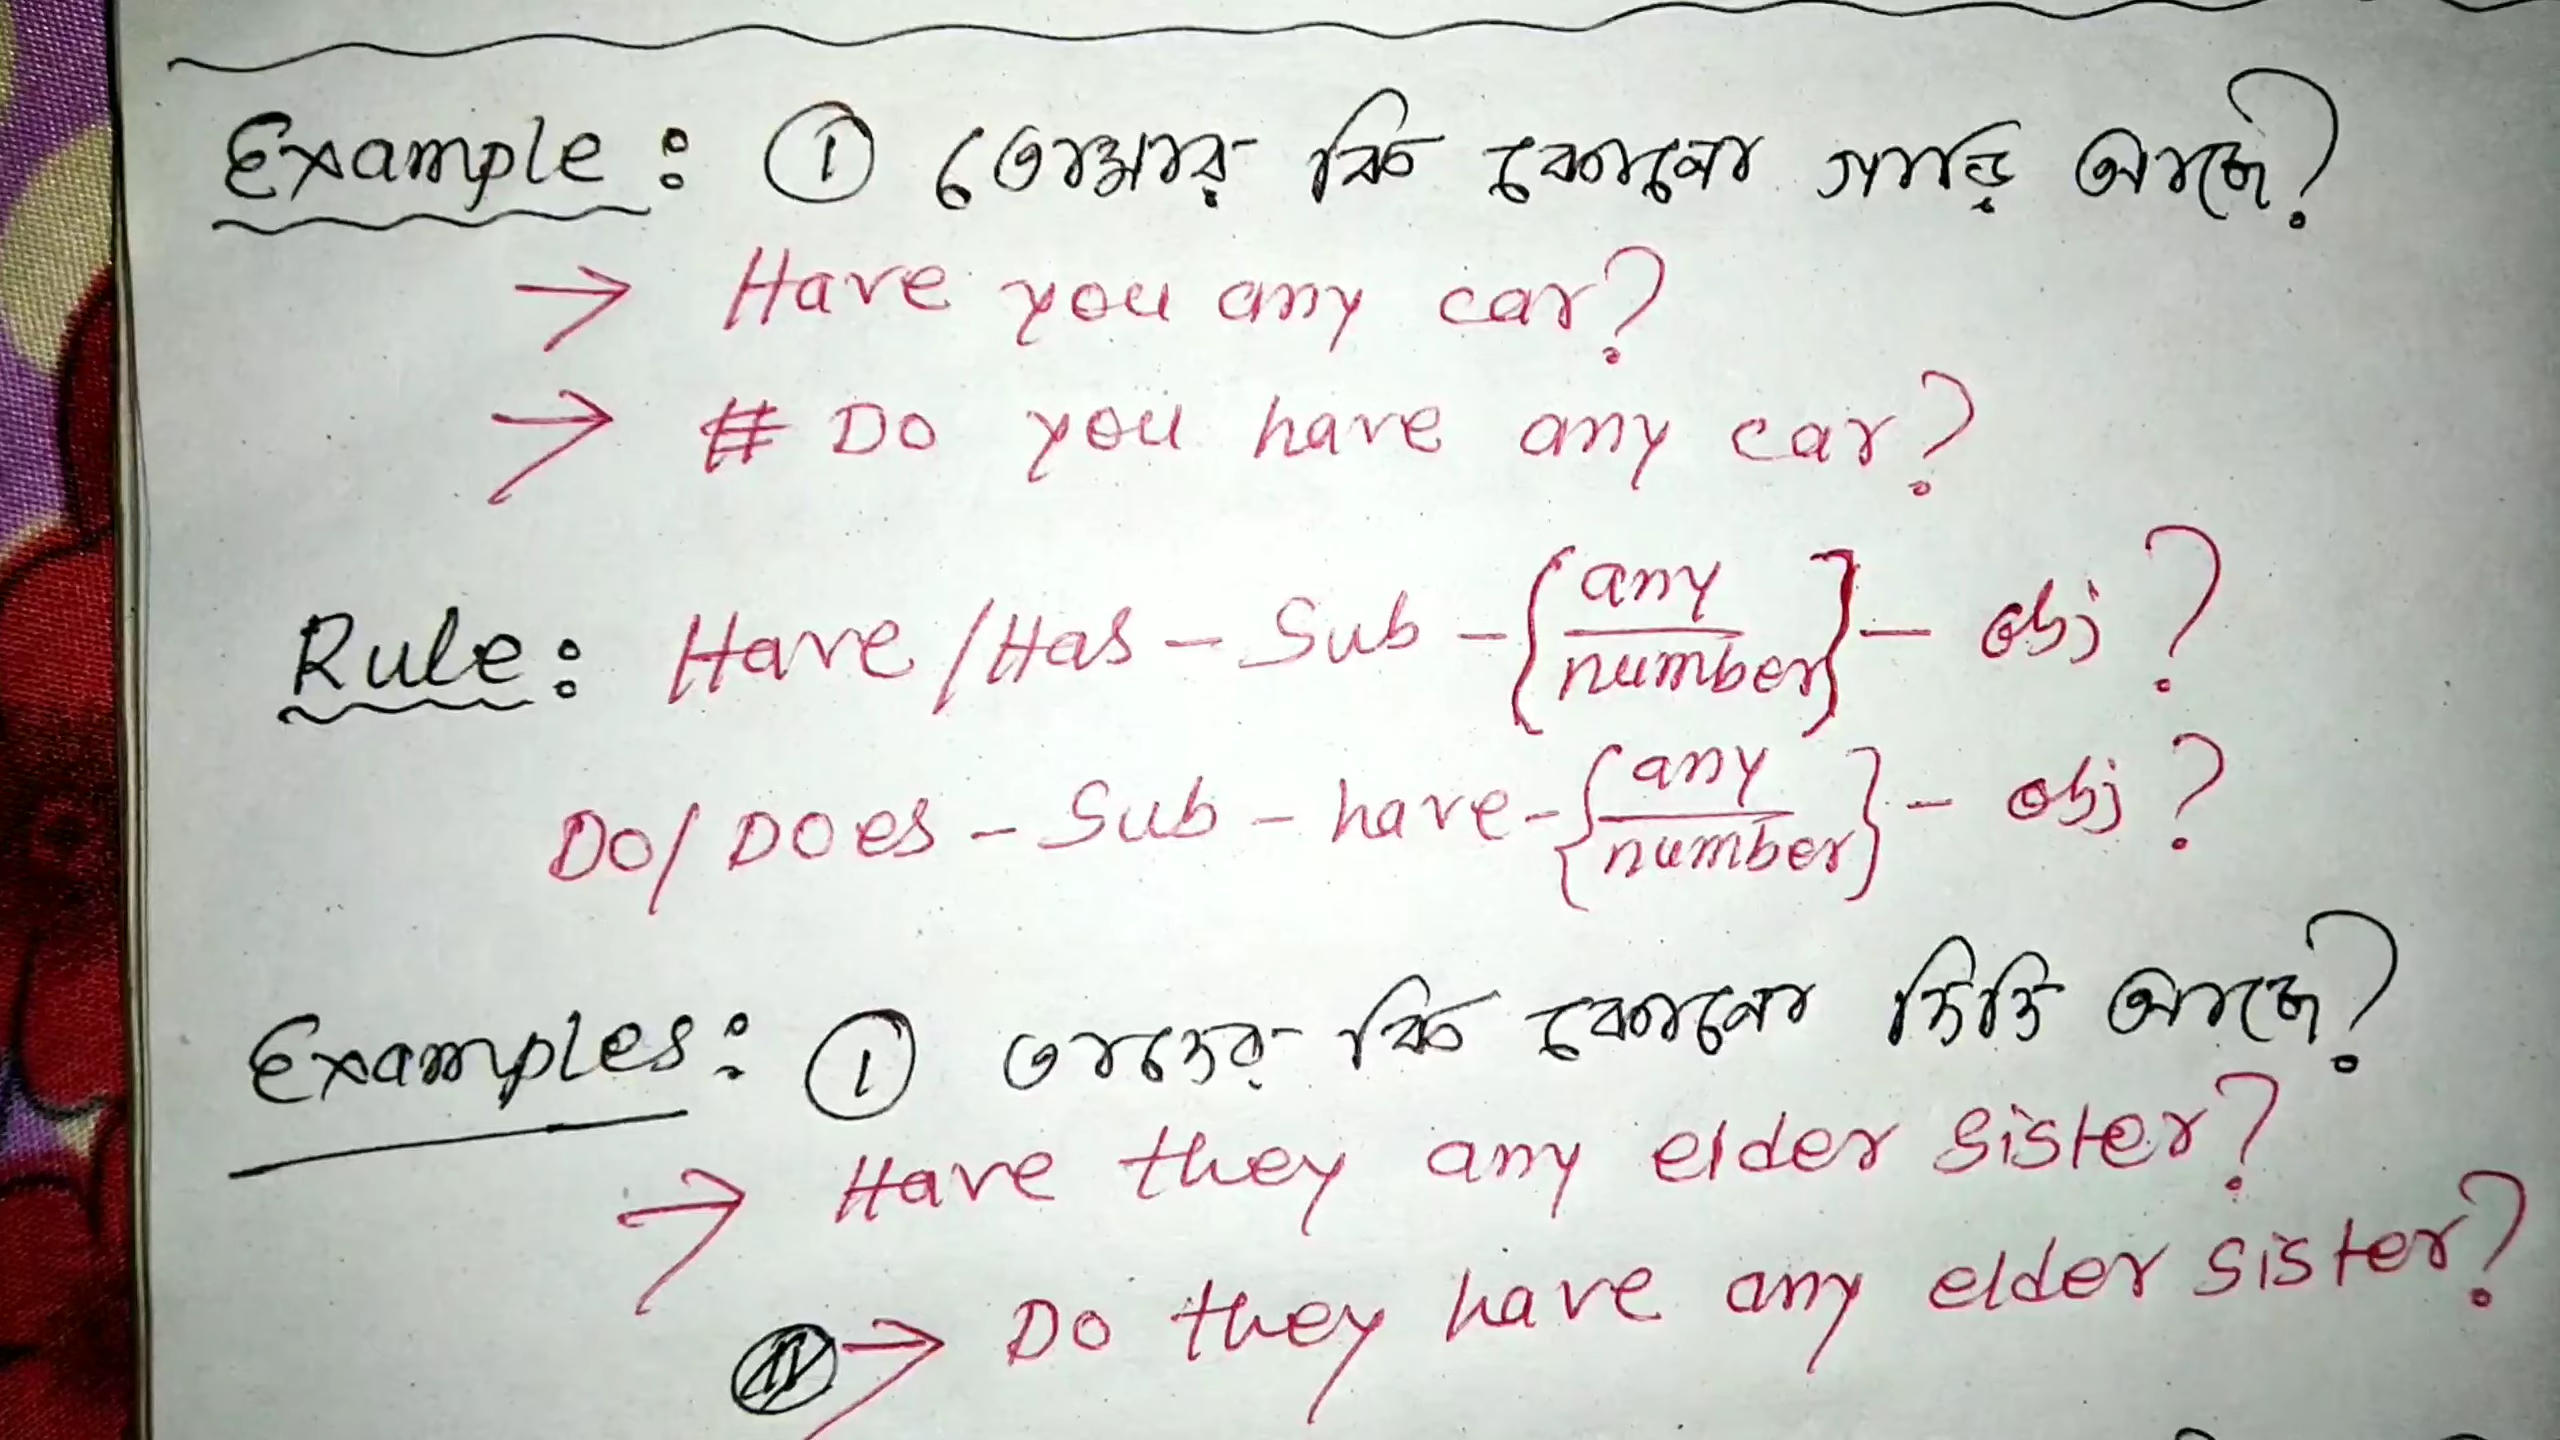 Example: ① তোমার কি কোনো গাড়ি আছে?
→ Have you any car?
→ # Do you have any car?
Rule: Have/Has - Sub - {any/number} - obj?
Do/Does - Sub - have - {any/number} - obj?
Examples: ① তাদের কি কোনো দিদি আছে?
→ Have they any elder sister?
→ Do they have any elder sister?